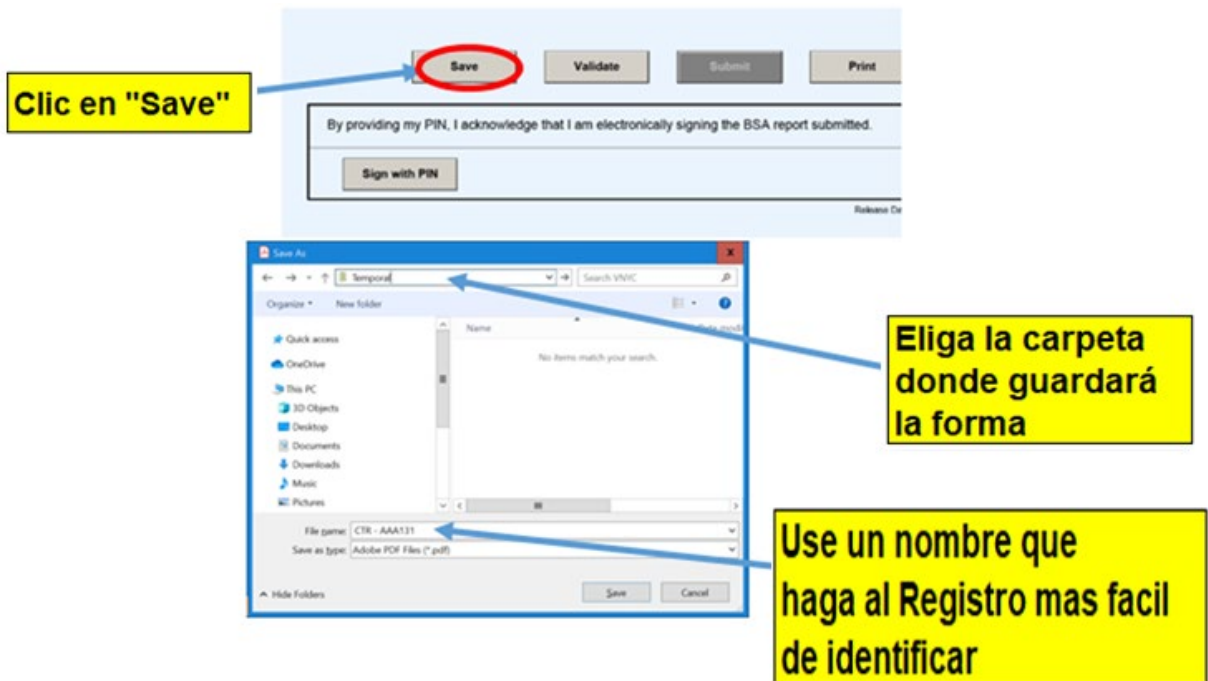 Save Validate Submit Print
Clic en "Save"
By providing my PIN, I acknowledge that I am electronically signing the BSA report submitted.
Sign with PIN
Release Da
Save As
Temporal Search VNYC
Organize New folder
Name
Quick access
No items match your search.
OneDrive
This PC
3D Objects
Desktop
Documents
Downloads
Music
Pictures
Eliga la carpeta
donde guardará
la forma
File name: CTR - AAA131
Save as type: Adobe PDF Files (*.pdf)
Hide Folders Save Cancel
Use un nombre que
haga al Registro mas facil
de identificar